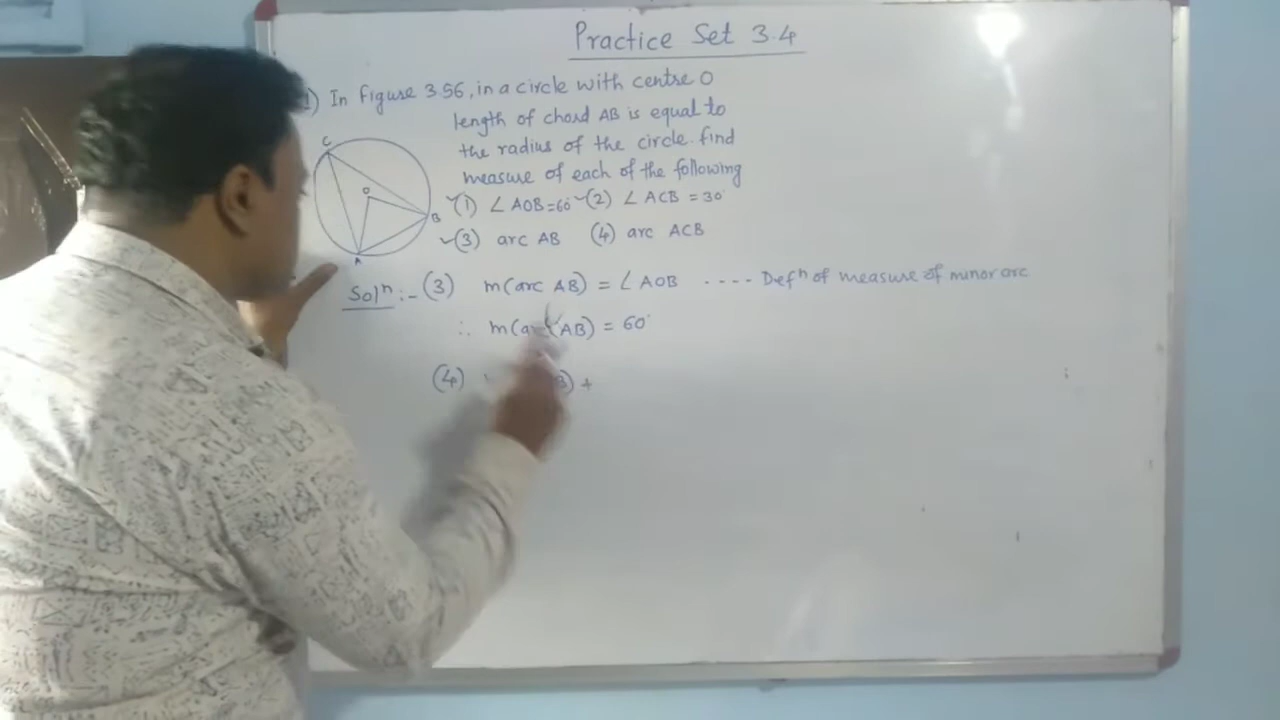 Practice Set 3.4
1) In figure 3.56, in a circle with centre O
length of chord AB is equal to
the radius of the circle. find
measure of each of the following
(1) ∠AOB=60° (2) ∠ACB = 30°
(3) arc AB (4) arc ACB
C
O
B
A
Solⁿ :- (3) m(arc AB) = ∠AOB ---- Defⁿ of measure of minor arc
∴ m(arc AB) = 60°
(4) B) +